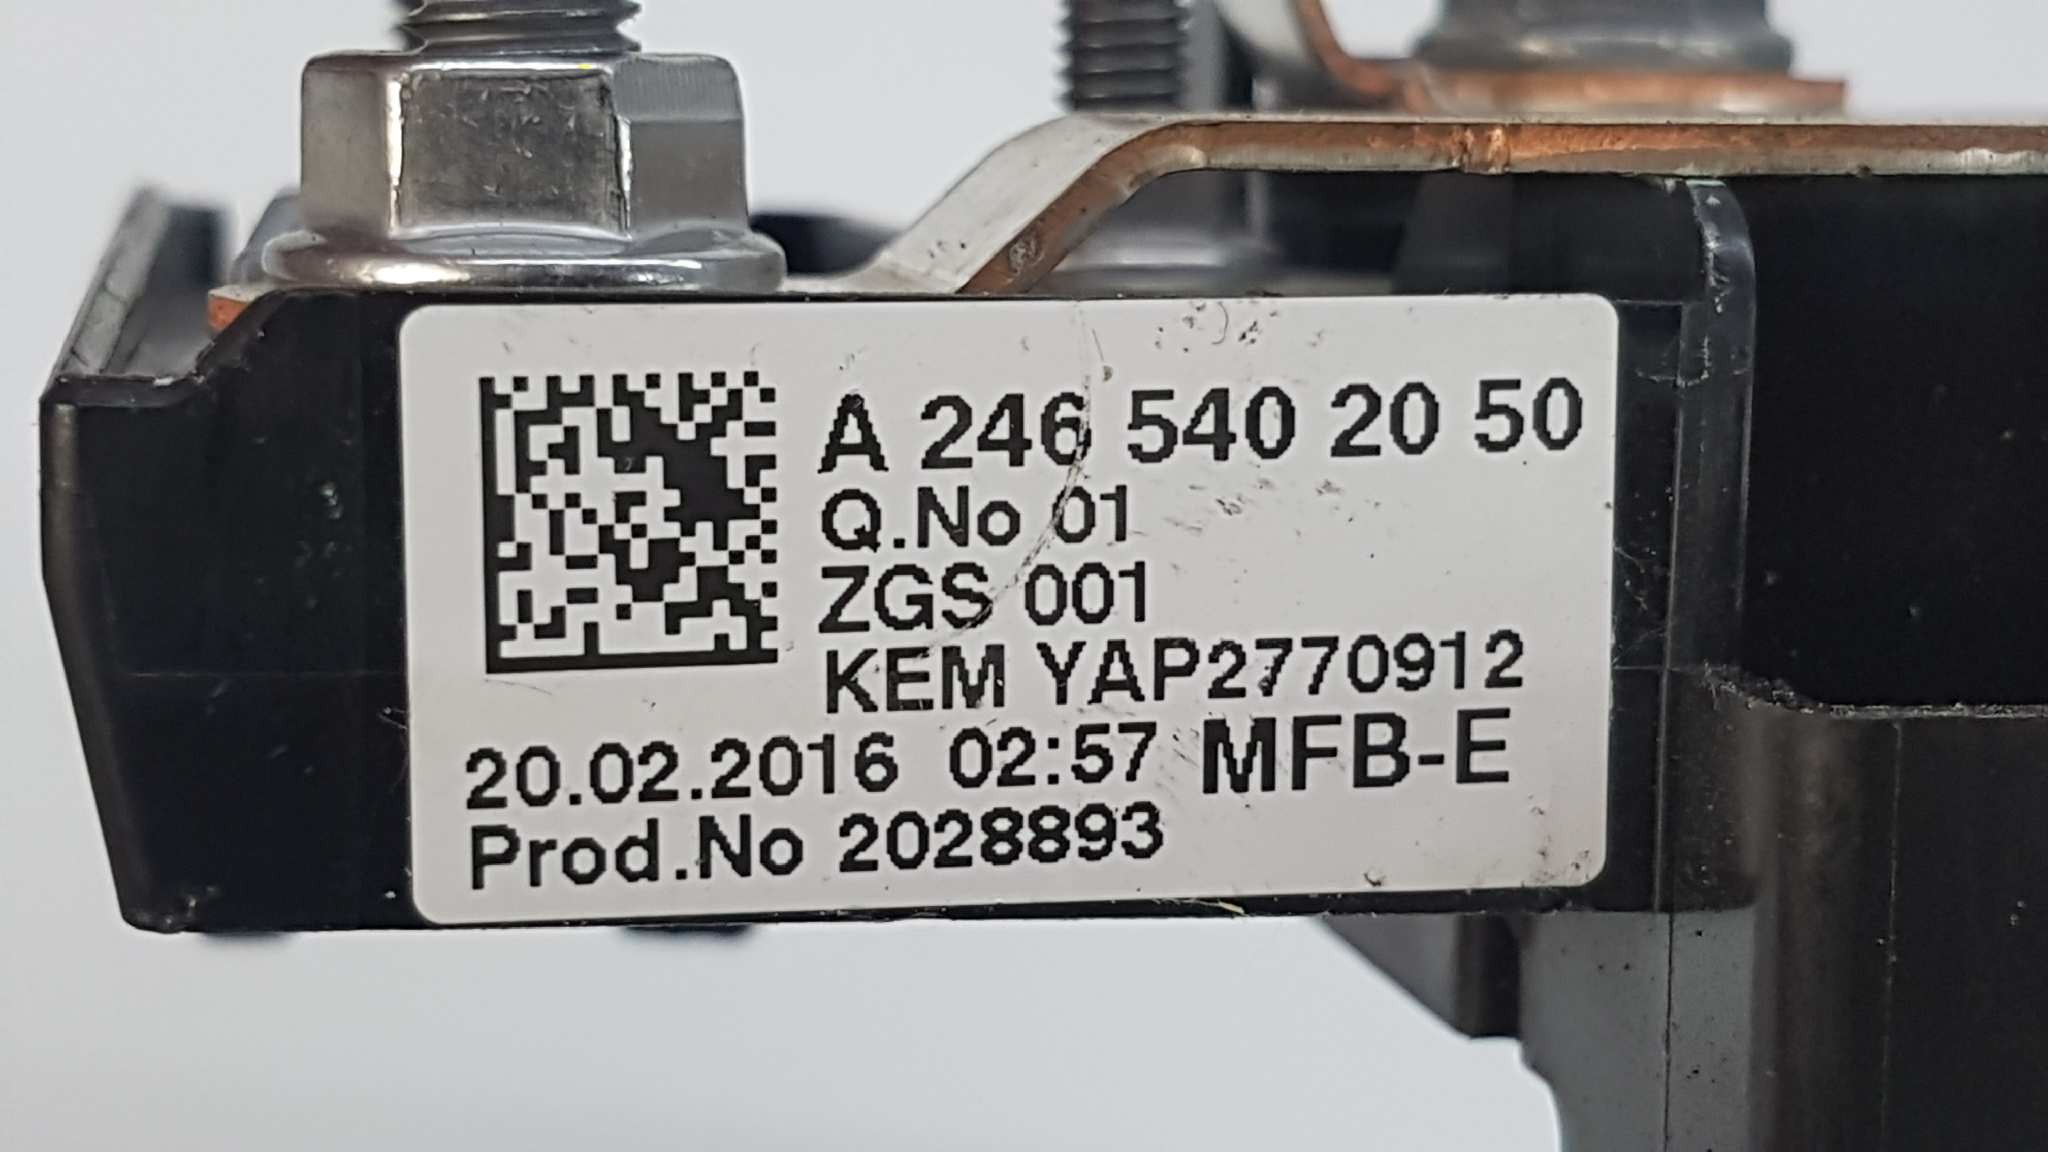 A 246 540 20 50
Q.No 01
ZGS 001
KEM YAP2770912
20.02.2016 02:57 MFB-E
Prod.No 2028893